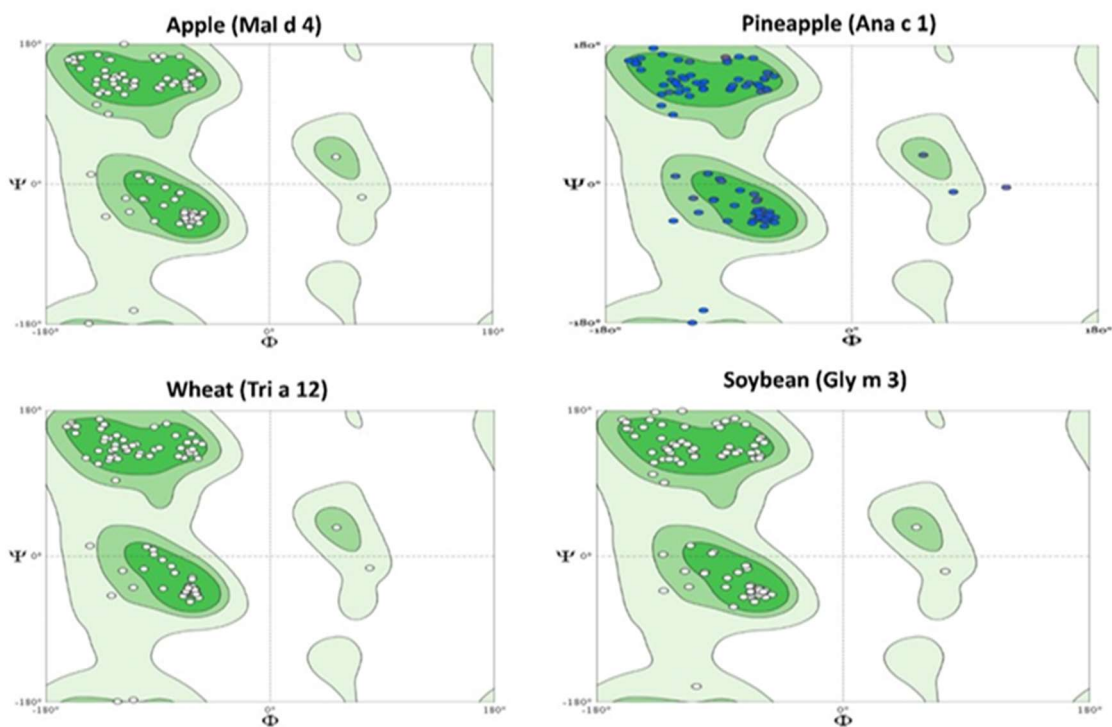 Apple (Mal d 4)
180°
Ψ 0°
-180°
-180° 0° 180°
Φ
Pineapple (Ana c 1)
180°
Ψ 0°
-180°
-180° 0° 180°
Φ
Wheat (Tri a 12)
180°
Ψ 0°
-180°
-180° 0° 180°
Φ
Soybean (Gly m 3)
180°
Ψ 0°
-180°
-180° 0° 180°
Φ